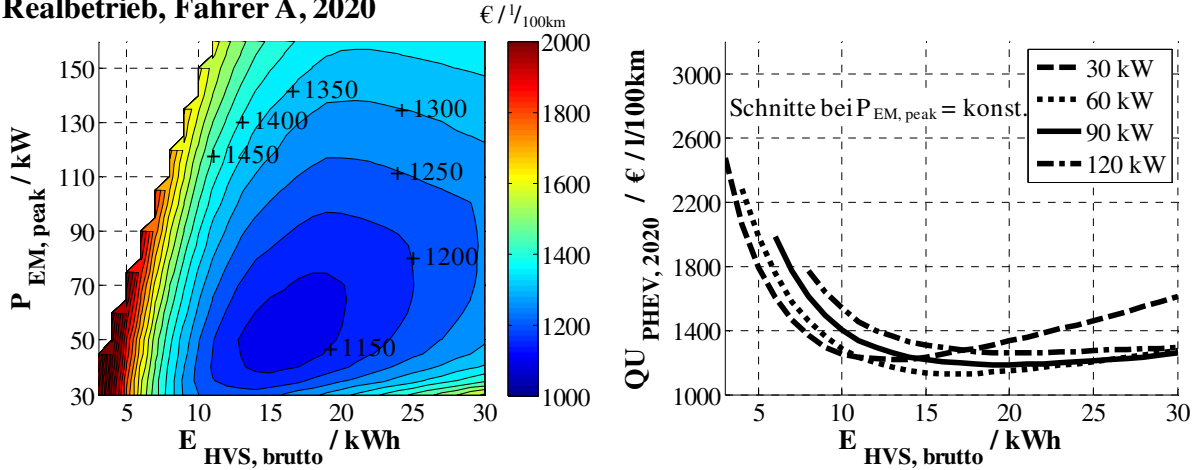 Realbetrieb, Fahrer A, 2020
€ / l/100km
150
130
110
90
70
50
30
P EM, peak / kW
5 10 15 20 25 30
E HVS, brutto / kWh
1350
1300
1400
1450
1250
1200
1150
2000
1800
1600
1400
1200
1000
QU PHEV, 2020 / € / l/100km
3000
2600
2200
1800
1400
1000
Schnitte bei P EM, peak = konst.
30 kW
60 kW
90 kW
120 kW
5 10 15 20 25 30
E HVS, brutto / kWh